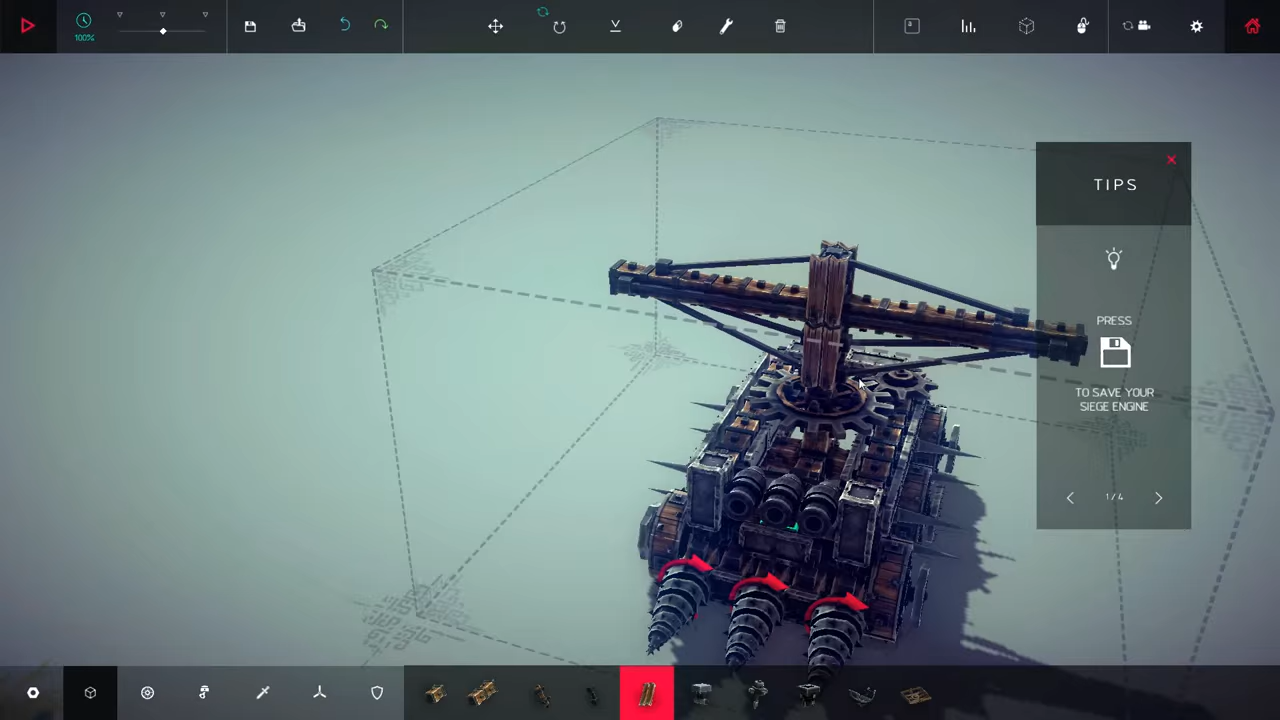 100%
TIPS
PRESS
TO SAVE YOUR
SIEGE ENGINE
1/4